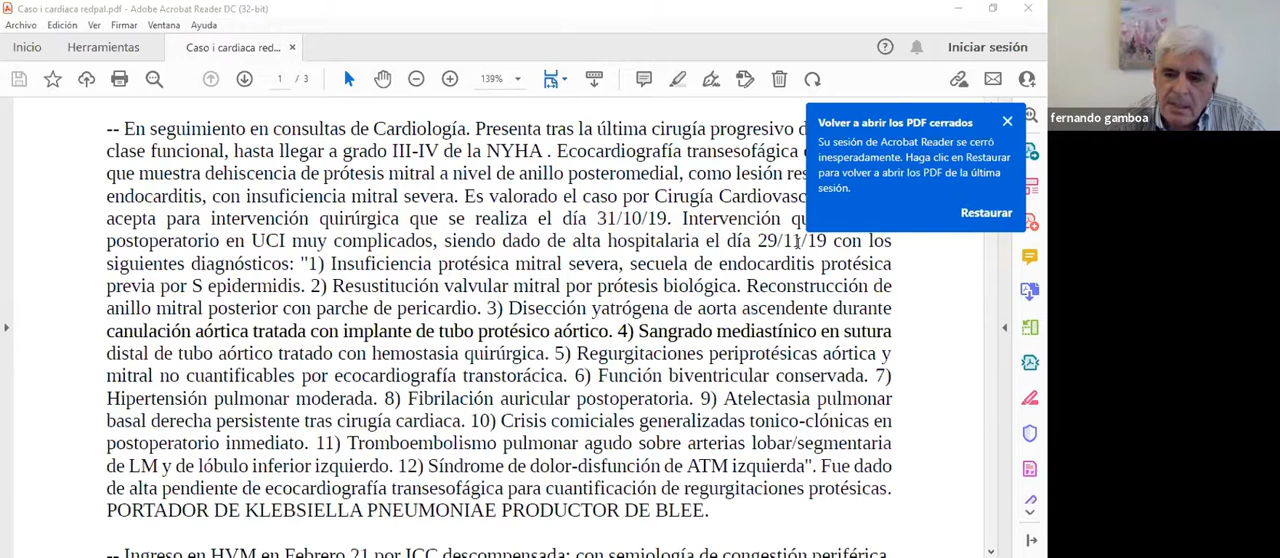 Caso i cardiaca redpal.pdf - Adobe Acrobat Reader DC (32-bit)
Archivo Edición Ver Firmar Ventana Ayuda
Inicio Herramientas Caso i cardiaca red... × Iniciar sesión
1 / 3 139%
fernando gamboa
Volver a abrir los PDF cerrados
Su sesión de Acrobat Reader se cerró
inesperadamente. Haga clic en Restaurar
para volver a abrir los PDF de la última
sesión.
Restaurar
-- En seguimiento en consultas de Cardiología. Presenta tras la última cirugía progresivo
clase funcional, hasta llegar a grado III-IV de la NYHA . Ecocardiografía transesofágica
que muestra dehiscencia de prótesis mitral a nivel de anillo posteromedial, como lesión
endocarditis, con insuficiencia mitral severa. Es valorado el caso por Cirugía
acepta para intervención quirúrgica que se realiza el día 31/10/19. Intervención
postoperatorio en UCI muy complicados, siendo dado de alta hospitalaria el día 29/11/19 con los
siguientes diagnósticos: "1) Insuficiencia protésica mitral severa, secuela de endocarditis protésica
previa por S epidermidis. 2) Resustitución valvular mitral por prótesis biológica. Reconstrucción de
anillo mitral posterior con parche de pericardio. 3) Disección yatrógena de aorta ascendente durante
canulación aórtica tratada con implante de tubo protésico aórtico. 4) Sangrado mediastínico en sutura
distal de tubo aórtico tratado con hemostasia quirúrgica. 5) Regurgitaciones periprotésicas aórtica y
mitral no cuantificables por ecocardiografía transtorácica. 6) Función biventricular conservada. 7)
Hipertensión pulmonar moderada. 8) Fibrilación auricular postoperatoria. 9) Atelectasia pulmonar
basal derecha persistente tras cirugía cardiaca. 10) Crisis comiciales generalizadas tonico-clónicas en
postoperatorio inmediato. 11) Tromboembolismo pulmonar agudo sobre arterias lobar/segmentaria
de LM y de lóbulo inferior izquierdo. 12) Síndrome de dolor-disfunción de ATM izquierda". Fue dado
de alta pendiente de ecocardiografía transesofágica para cuantificación de regurgitaciones protésicas.
PORTADOR DE KLEBSIELLA PNEUMONIAE PRODUCTOR DE BLEE.
-- Ingreso en HVM en Febrero 21 por ICC descompensada; con semiología de congestión periférica,